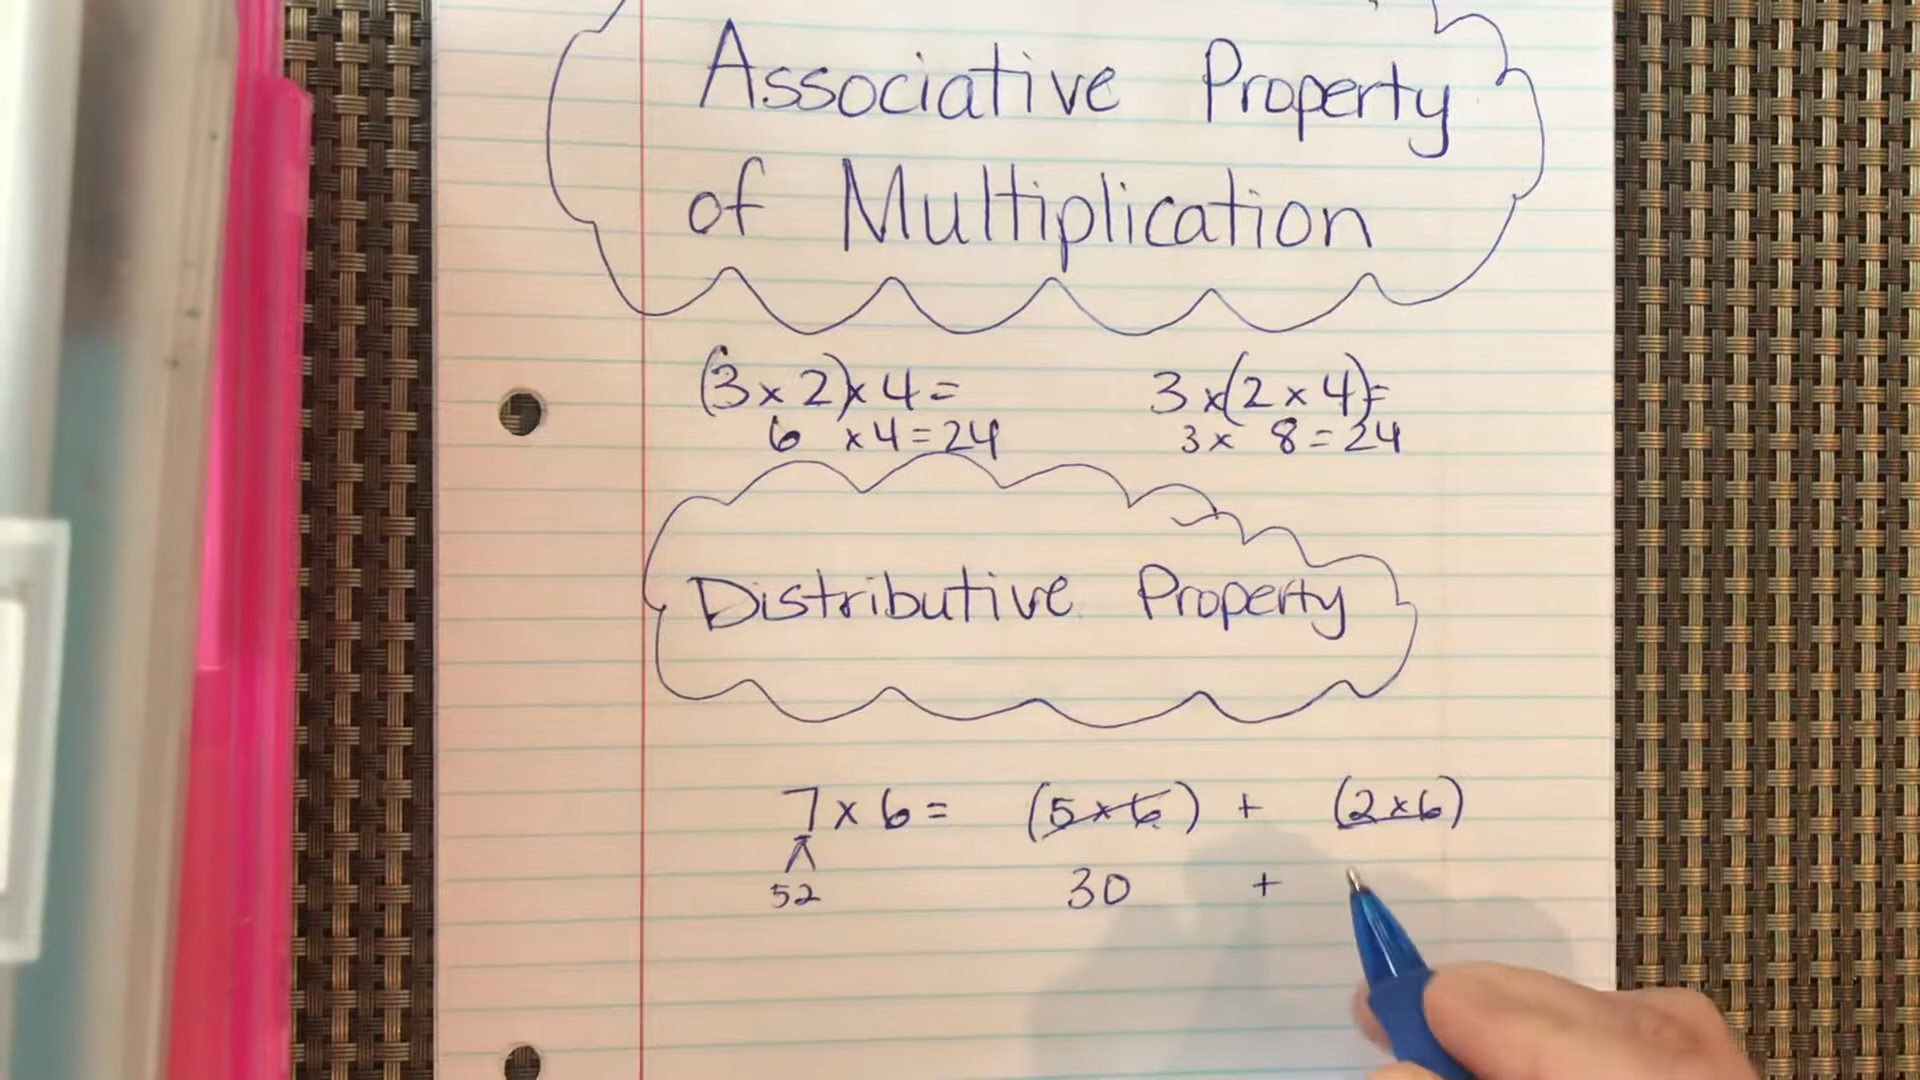 Associative Property
of Multiplication
(3 x 2) x 4 = 3 x (2 x 4) =
6 x 4 = 24 3 x 8 = 24
Distributive Property
7 x 6 = (5 x 6) + (2 x 6)
52 30 +